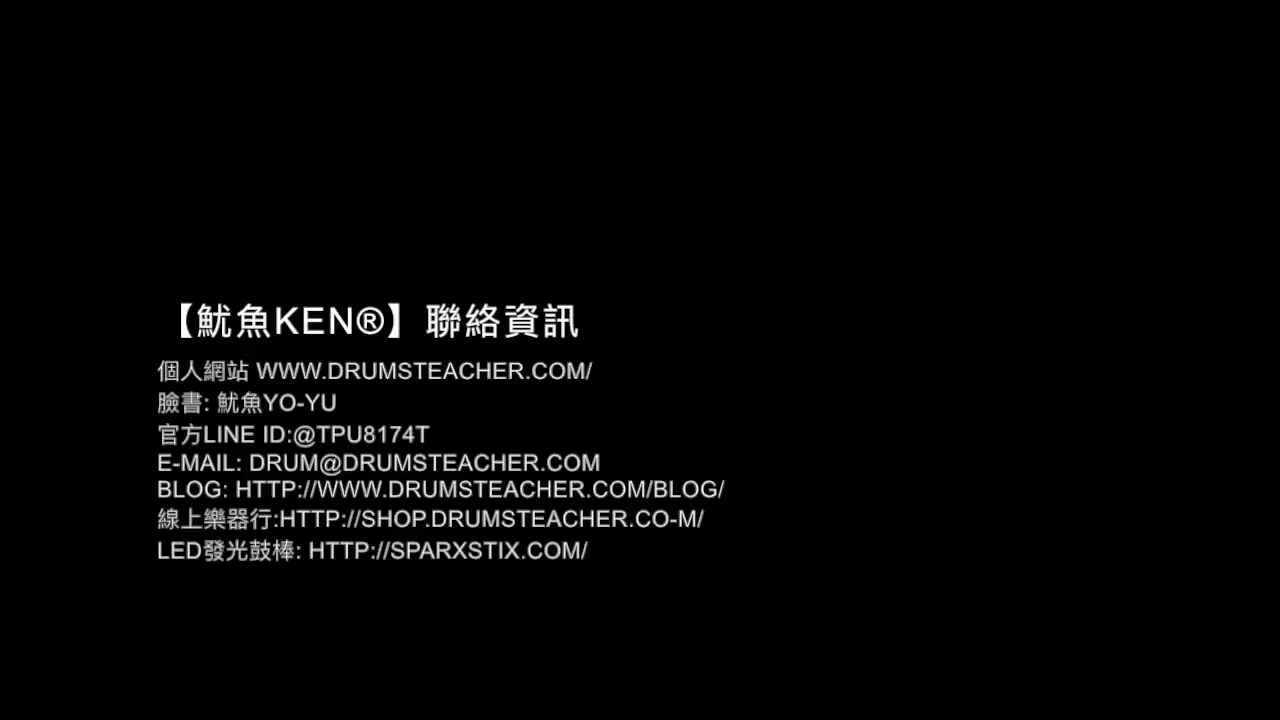 【魷魚KEN®】聯絡資訊
個人網站 WWW.DRUMSTEACHER.COM/
臉書: 魷魚YO-YU
官方LINE ID:@TPU8174T
E-MAIL: DRUM@DRUMSTEACHER.COM
BLOG: HTTP://WWW.DRUMSTEACHER.COM/BLOG/
線上樂器行:HTTP://SHOP.DRUMSTEACHER.CO-M/
LED發光鼓棒: HTTP://SPARXSTIX.COM/